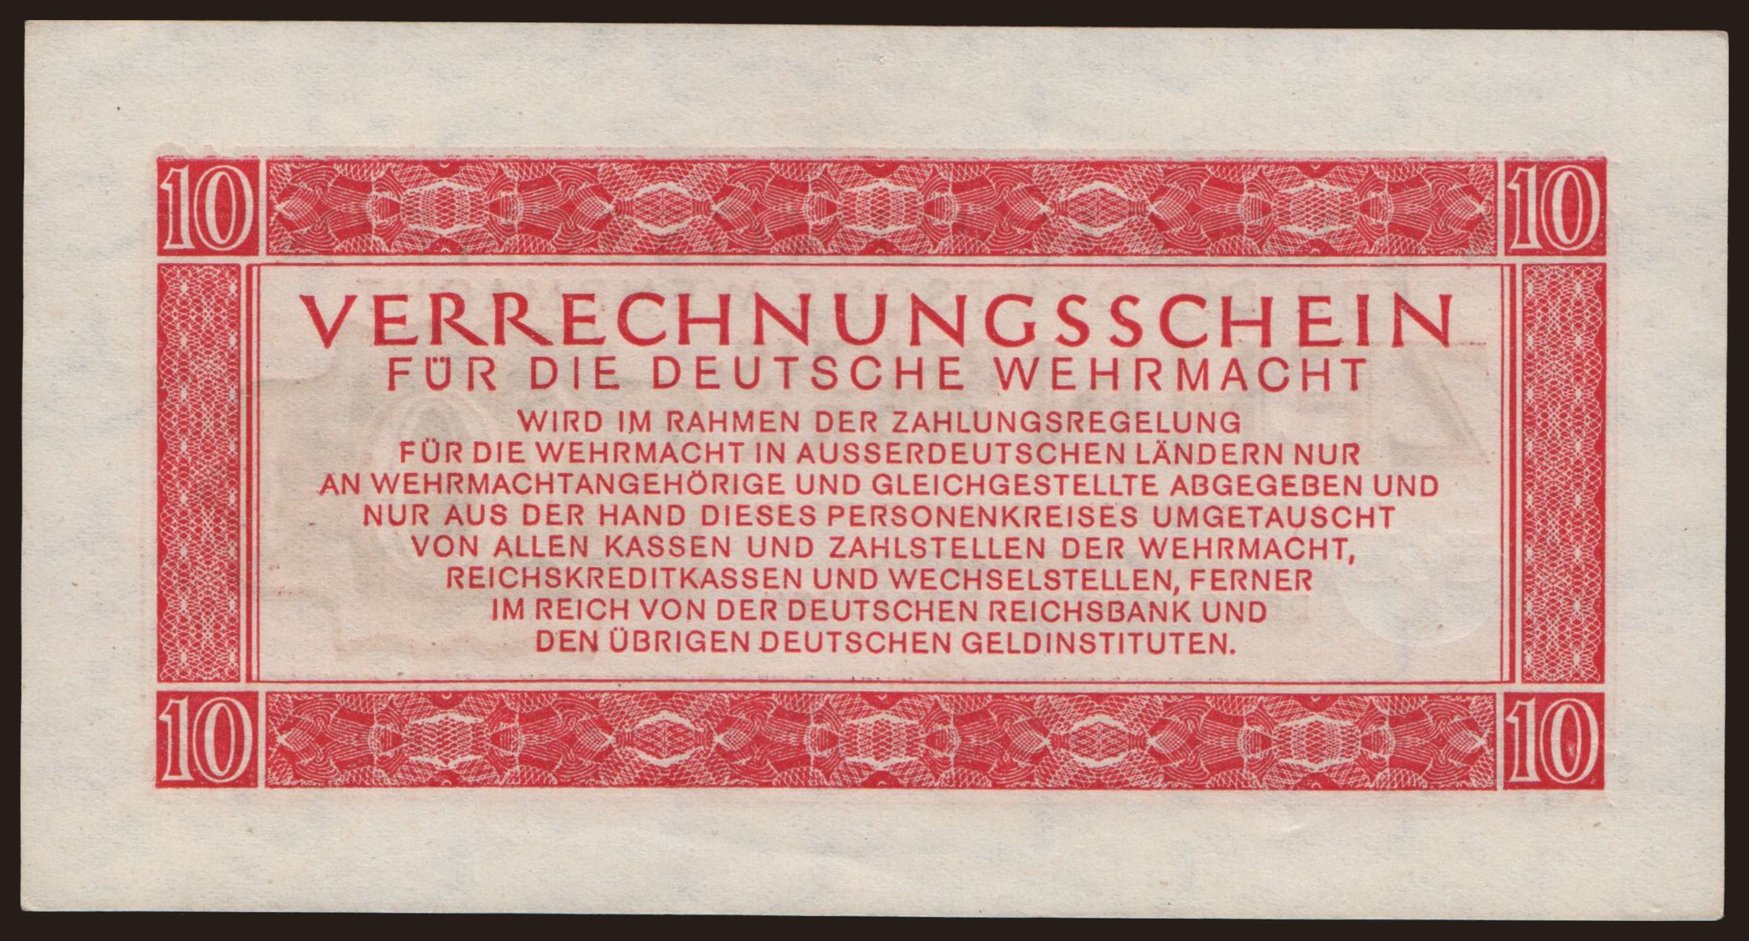 10 10
VERRECHNUNGSSCHEIN
FÜR DIE DEUTSCHE WEHRMACHT
WIRD IM RAHMEN DER ZAHLUNGSREGELUNG
FÜR DIE WEHRMACHT IN AUSSERDEUTSCHEN LÄNDERN NUR
AN WEHRMACHTANGEHÖRIGE UND GLEICHGESTELLTE ABGEGEBEN UND
NUR AUS DER HAND DIESES PERSONENKREISES UMGETAUSCHT
VON ALLEN KASSEN UND ZAHLSTELLEN DER WEHRMACHT,
REICHSKREDITKASSEN UND WECHSELSTELLEN, FERNER
IM REICH VON DER DEUTSCHEN REICHSBANK UND
DEN ÜBRIGEN DEUTSCHEN GELDINSTITUTEN.
10 10